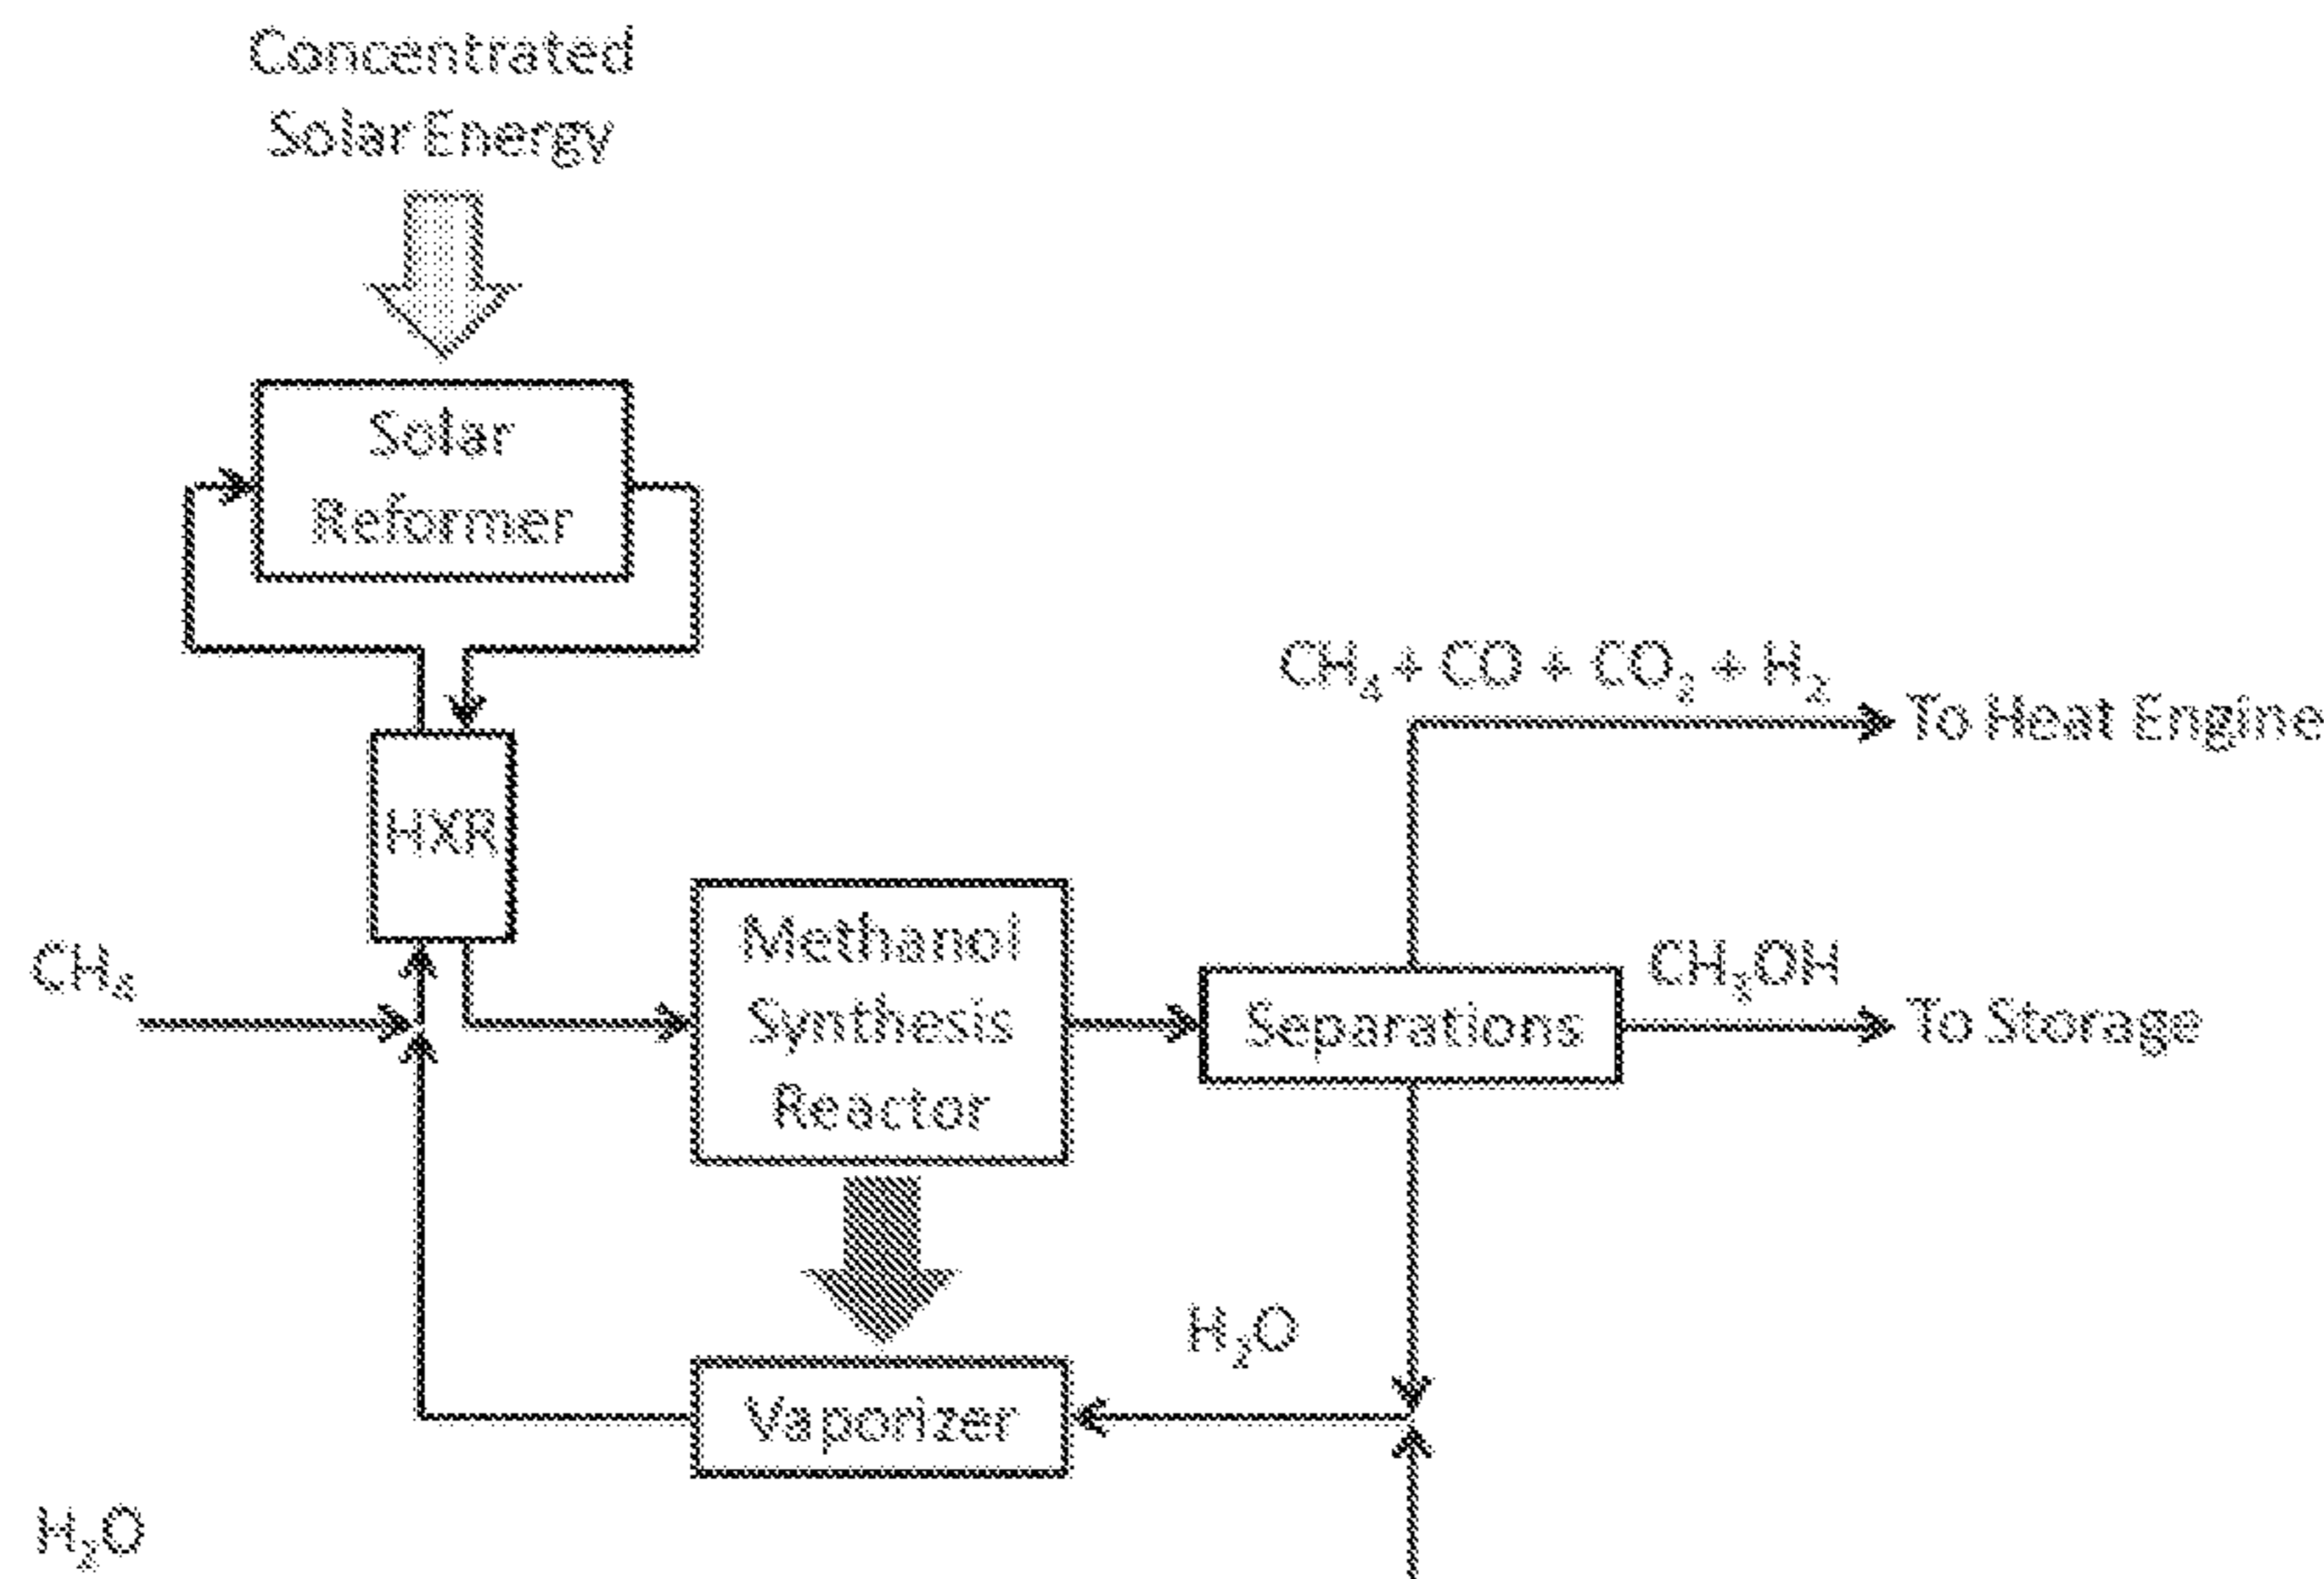 Concentrated
Solar Energy
Solar
Reformer
CH₄ + CO + CO₂ + H₂
To Heat Engine
HXR
CH₄
Methanol
Synthesis
Reactor
Separations
CH₃OH
To Storage
H₂O
Vaporizer
H₂O